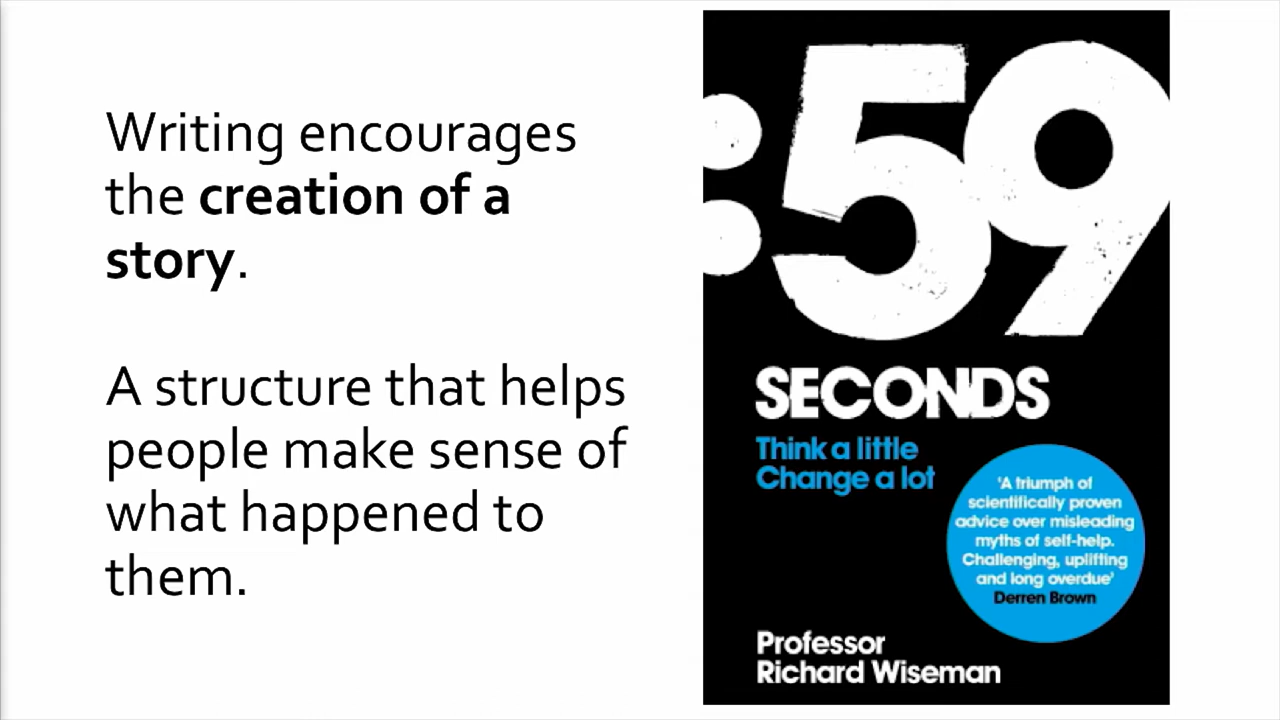 Writing encourages
the creation of a
story.
A structure that helps
people make sense of
what happened to
them.
:59
SECONDS
Think a little
Change a lot
'A triumph of
scientifically proven
advice over misleading
myths of self-help.
Challenging, uplifting
and long overdue'
Derren Brown
Professor
Richard Wiseman